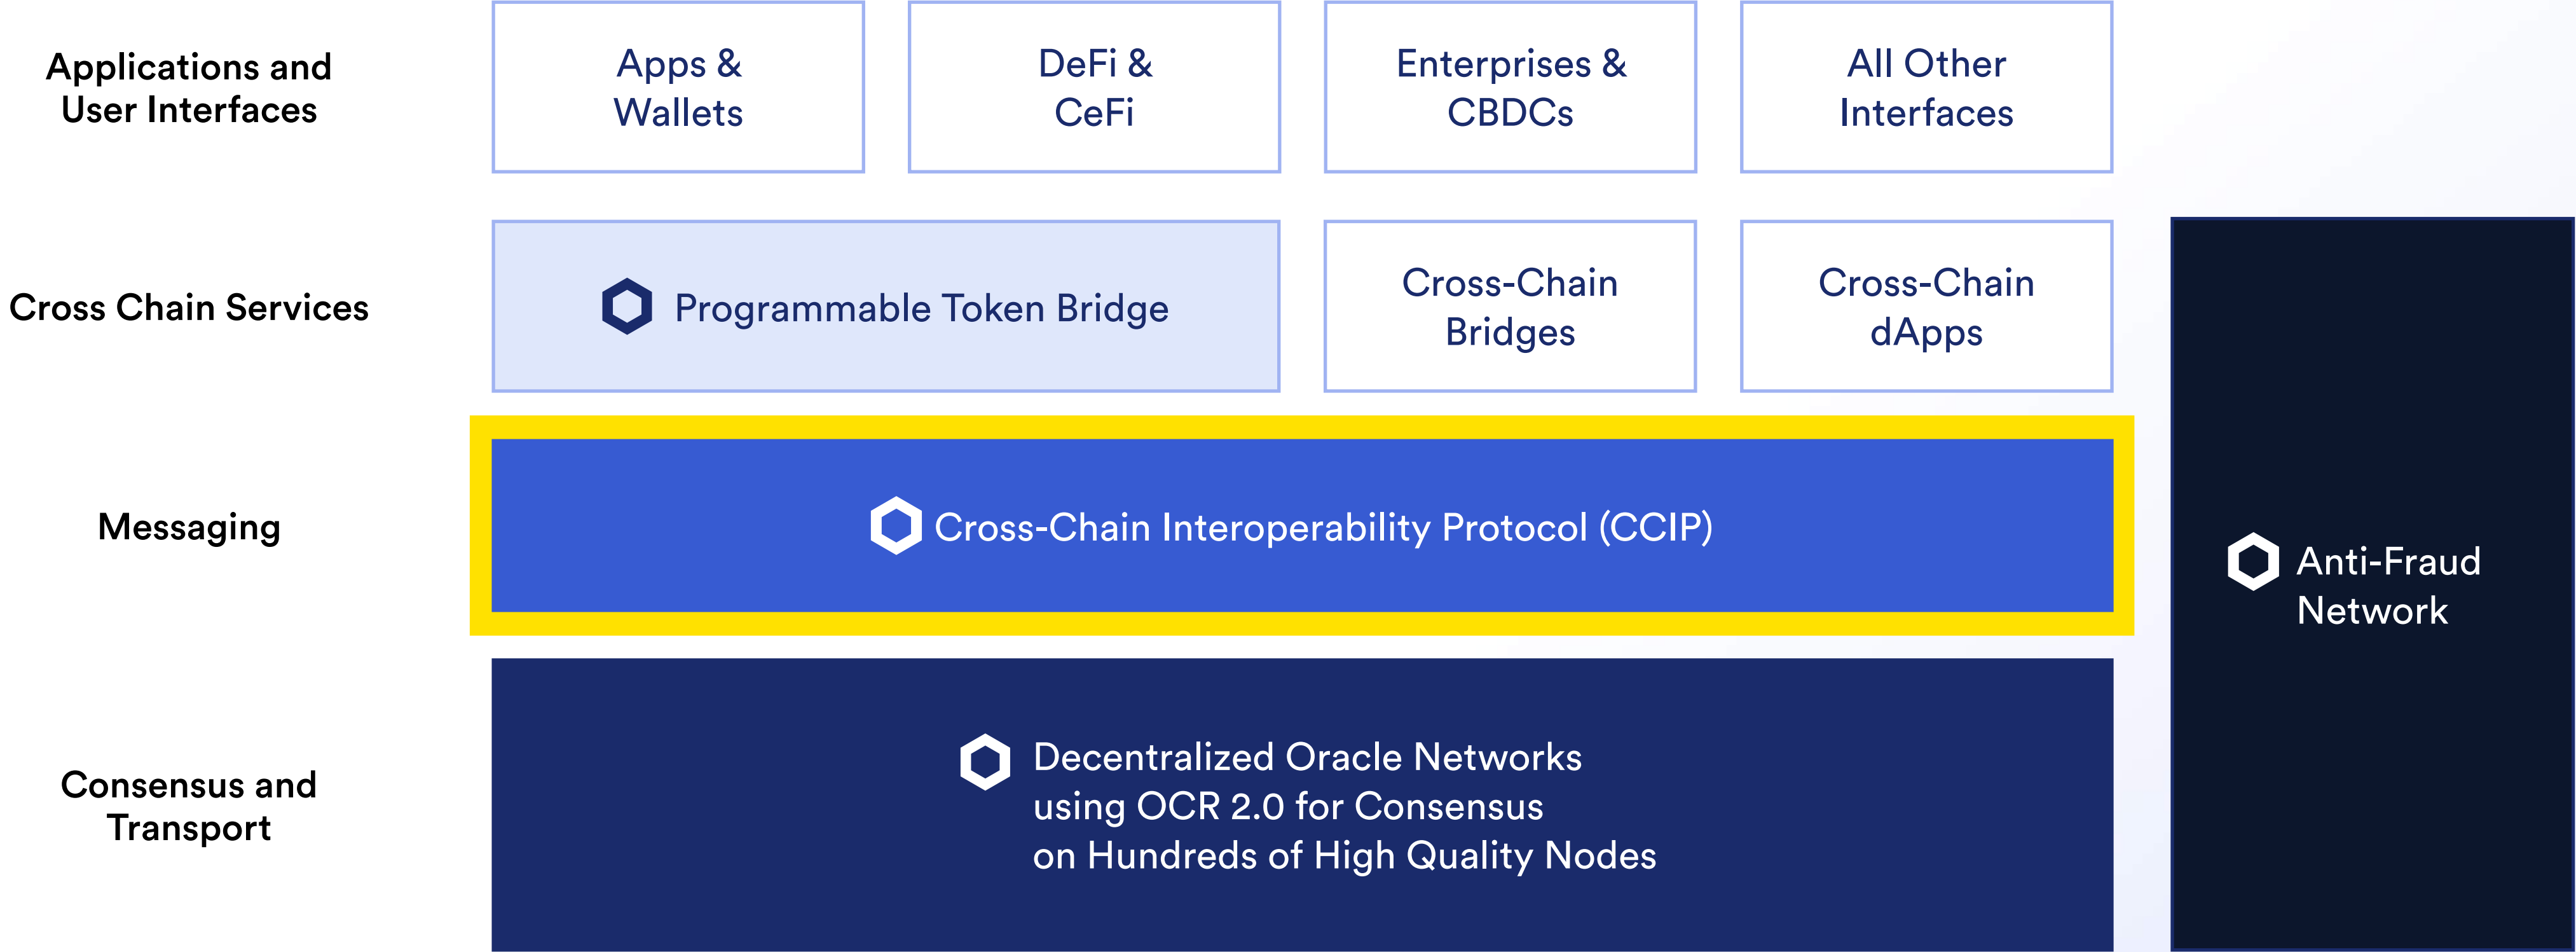 Applications and
User Interfaces
Apps &
Wallets
DeFi &
CeFi
Enterprises &
CBDCs
All Other
Interfaces
Cross Chain Services
Programmable Token Bridge
Cross-Chain
Bridges
Cross-Chain
dApps
Messaging
Cross-Chain Interoperability Protocol (CCIP)
Consensus and
Transport
Decentralized Oracle Networks
using OCR 2.0 for Consensus
on Hundreds of High Quality Nodes
Anti-Fraud
Network